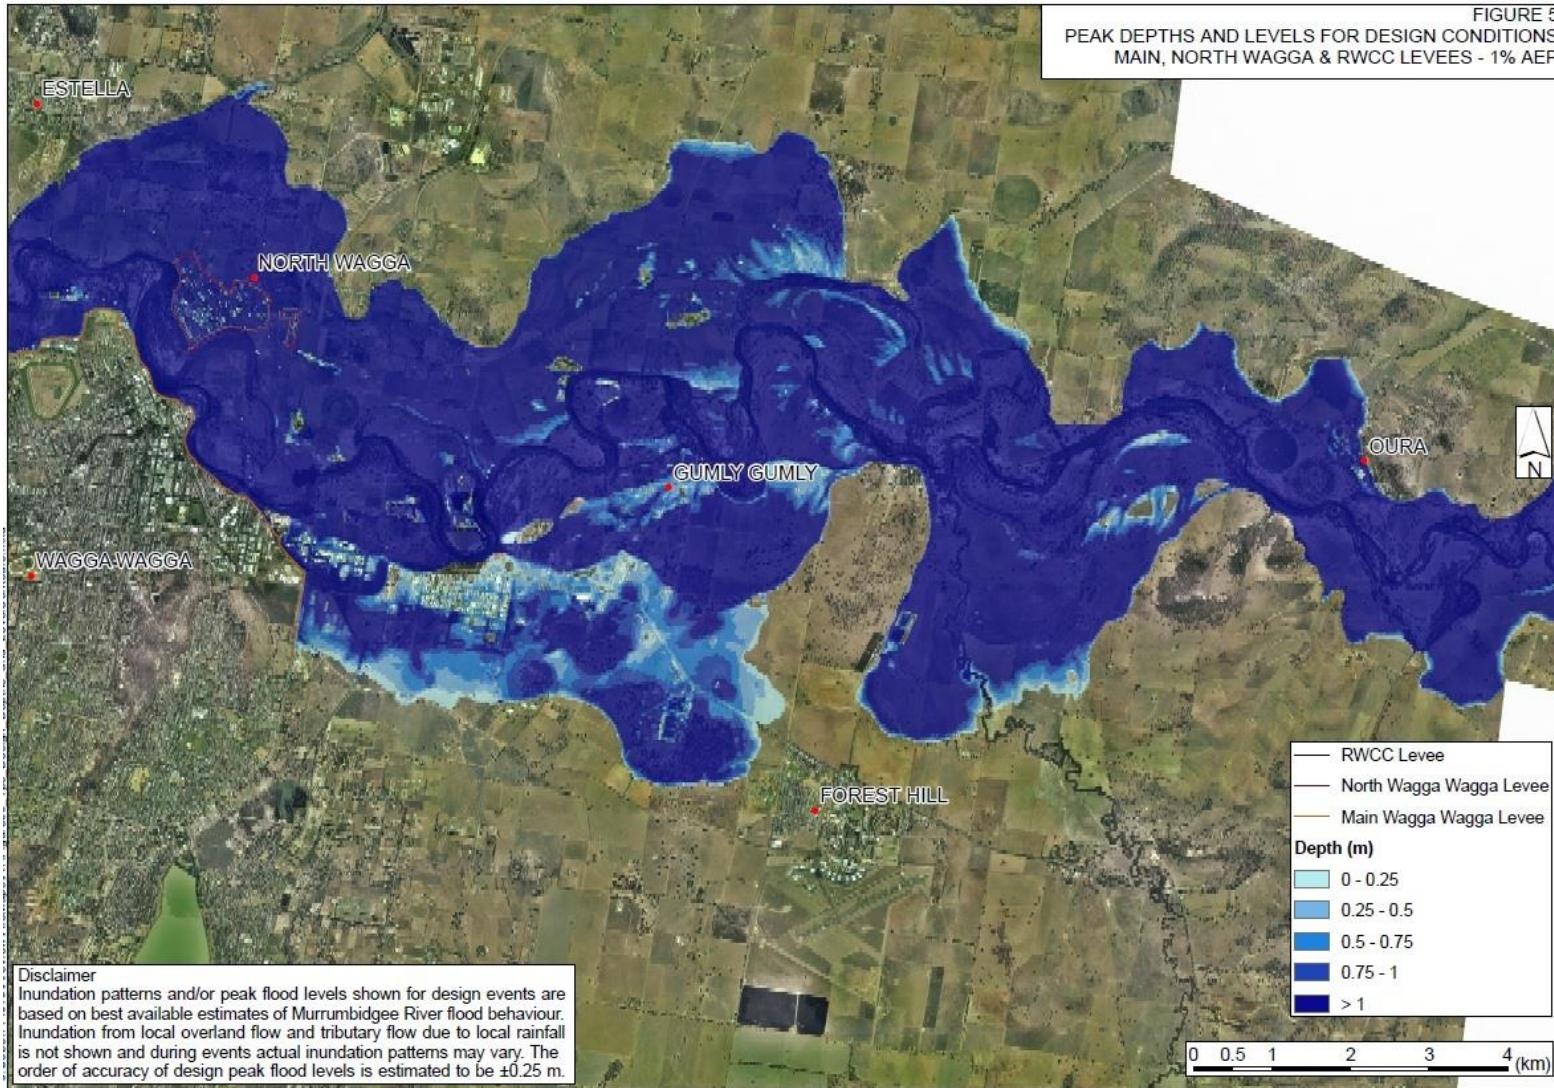 FIGURE 5
PEAK DEPTHS AND LEVELS FOR DESIGN CONDITIONS
MAIN, NORTH WAGGA & RWCC LEVEES - 1% AEP
ESTELLA
NORTH WAGGA
OURA
N
GUMLY GUMLY
WAGGA WAGGA
FOREST HILL
RWCC Levee
North Wagga Wagga Levee
Main Wagga Wagga Levee
Depth (m)
0 - 0.25
0.25 - 0.5
0.5 - 0.75
0.75 - 1
> 1
0 0.5 1 2 3 4 (km)
Disclaimer
Inundation patterns and/or peak flood levels shown for design events are
based on best available estimates of Murrumbidgee River flood behaviour.
Inundation from local overland flow and tributary flow due to local rainfall
is not shown and during events actual inundation patterns may vary. The
order of accuracy of design peak flood levels is estimated to be ±0.25 m.